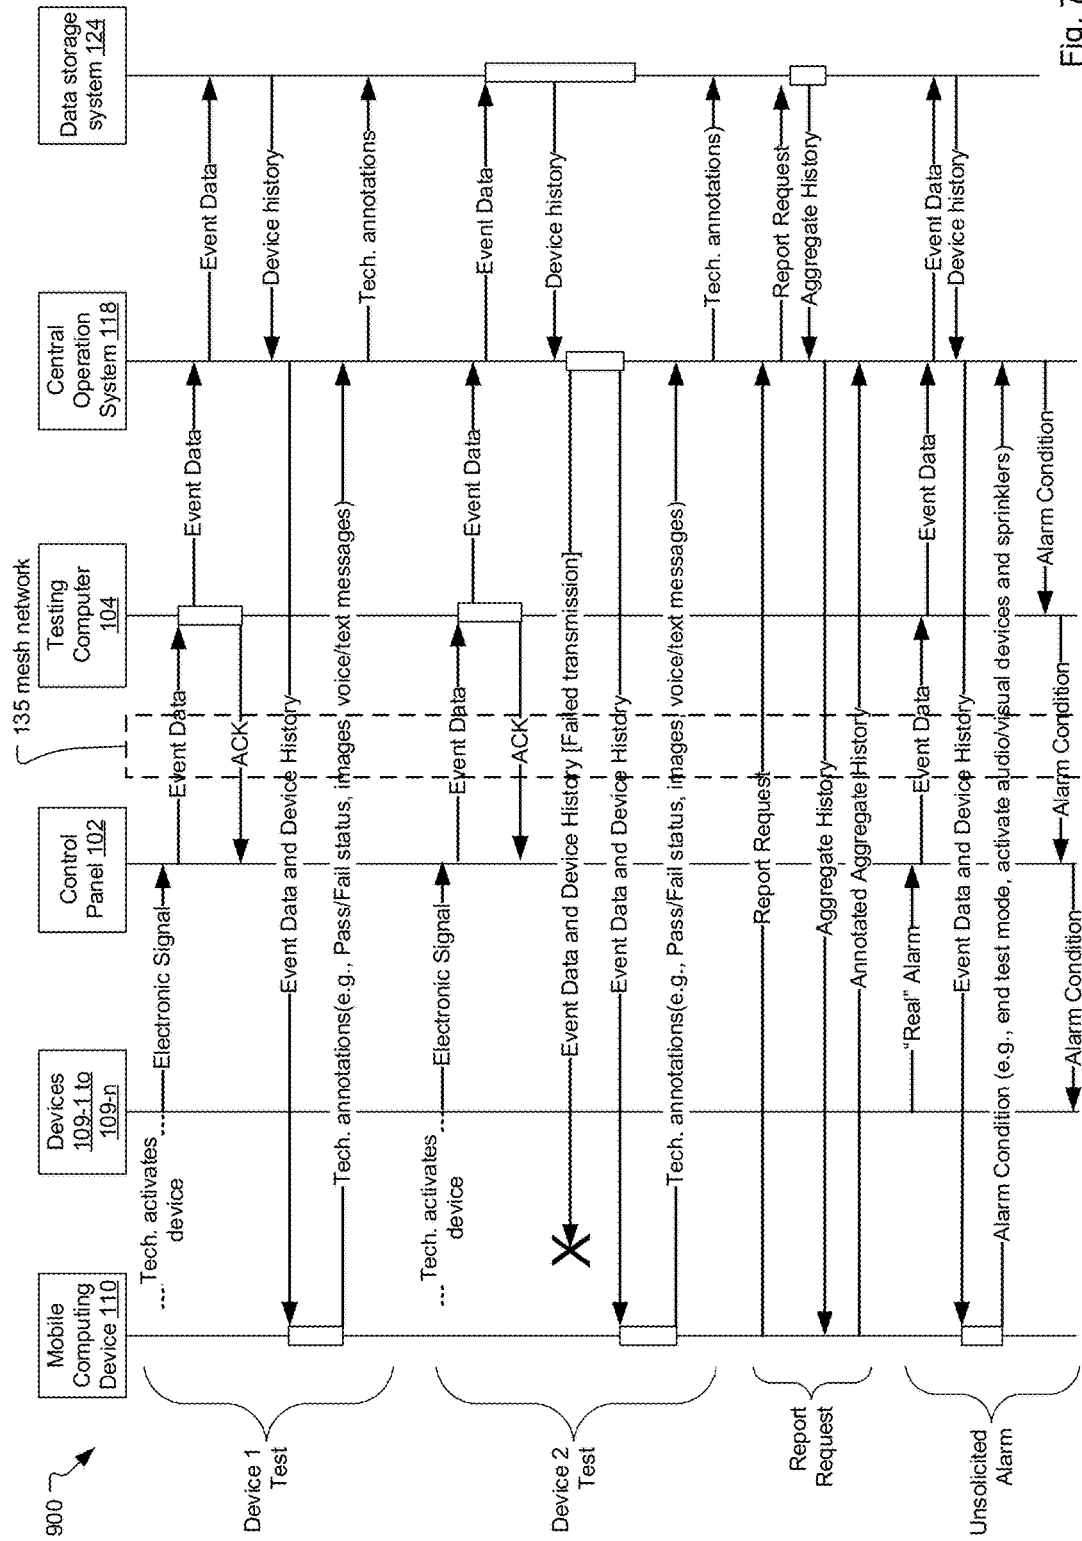 900
135 mesh network
Mobile
Computing
Device 110
Devices
109-1 to
109-n
Control
Panel 102
Testing
Computer
104
Central
Operation
System 118
Data storage
system 124
Device 1
Test
Tech. activates
device
Electronic Signal
Event Data
Event Data
Event Data
ACK
Device history
Event Data and Device History
Tech. annotations(e.g., Pass/Fail status, images, voice/text messages)
Tech. annotations
Device 2
Test
Tech. activates
device
Electronic Signal
Event Data
Event Data
Event Data
ACK
Device history
Event Data and Device History [Failed transmission]
X
Event Data and Device History
Tech. annotations(e.g., Pass/Fail status, images, voice/text messages)
Tech. annotations)
Report
Request
Report Request
Report Request
Aggregate History
Aggregate History
Annotated Aggregate History
Unsolicited
Alarm
"Real" Alarm
Event Data
Event Data
Event Data
Device history
Event Data and Device History
Alarm Condition (e.g., end test mode, activate audio/visual devices and sprinklers)
Alarm Condition
Alarm Condition
Alarm Condition